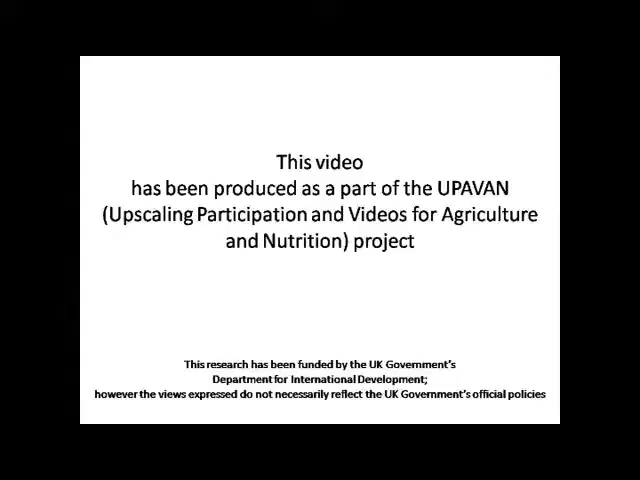 This video
has been produced as a part of the UPAVAN
(Upscaling Participation and Videos for Agriculture
and Nutrition) project
This research has been funded by the UK Government's
Department for International Development;
however the views expressed do not necessarily reflect the UK Government's official policies